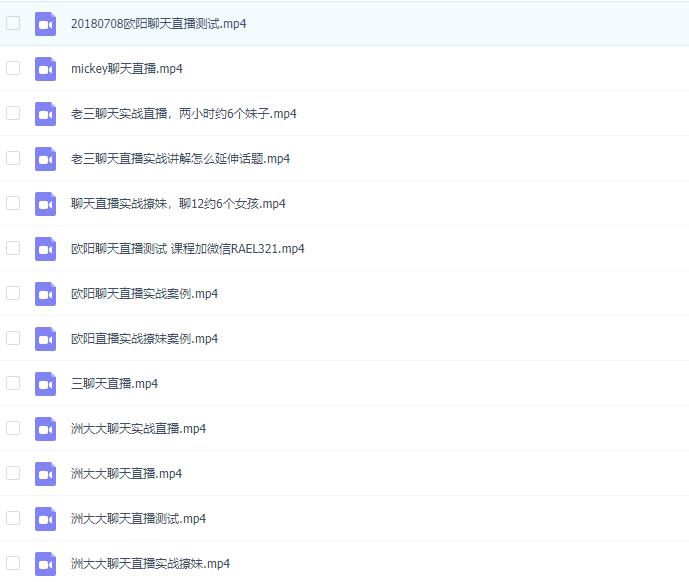 20180708欧阳聊天直播测试.mp4
mickey聊天直播.mp4
老三聊天实战直播，两小时约6个妹子.mp4
老三聊天直播实战讲解怎么延伸话题.mp4
聊天直播实战撩妹，聊12约6个女孩.mp4
欧阳聊天直播测试 课程加微信RAEL321.mp4
欧阳聊天直播实战案例.mp4
欧阳直播实战撩妹案例.mp4
三聊天直播.mp4
洲大大聊天实战直播.mp4
洲大大聊天直播.mp4
洲大大聊天直播测试.mp4
洲大大聊天直播实战撩妹.mp4